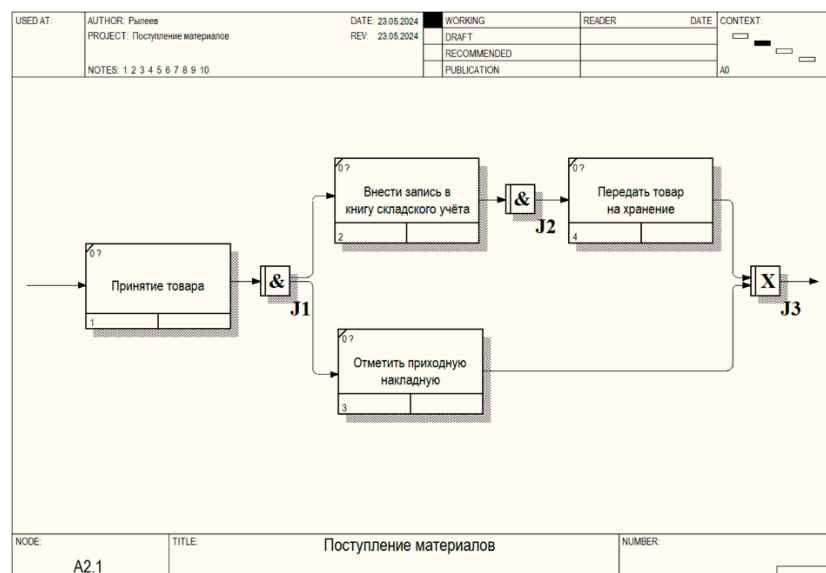 USED AT:
AUTHOR: Рылеев
DATE: 23.05.2024
WORKING
READER
DATE
CONTEXT:
PROJECT: Поступление материалов
REV: 23.05.2024
DRAFT
RECOMMENDED
NOTES: 1 2 3 4 5 6 7 8 9 10
PUBLICATION
A0
0 ?
Внести запись в
книгу складского учёта
2
&
J2
0 ?
Передать товар
на хранение
4
0 ?
Принятие товара
1
&
J1
X
J3
0 ?
Отметить приходную
накладную
3
NODE:
TITLE:
Поступление материалов
NUMBER:
A2.1